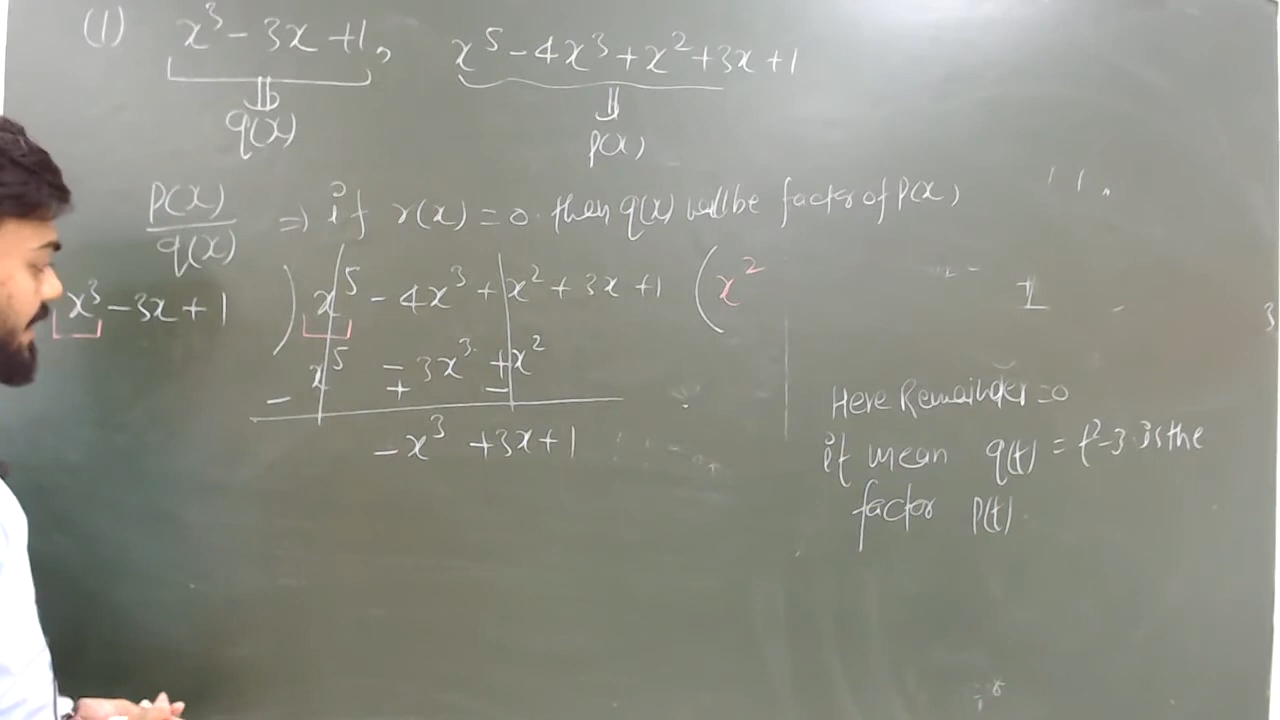 (1) x³ - 3x + 1, x⁵ - 4x³ + x² + 3x + 1
q(x) p(x)
P(x)/q(x) => if r(x) = 0. then q(x) will be factor of P(x)
x³ - 3x + 1 ) x⁵ - 4x³ + x² + 3x + 1 ( x²
x⁵ - 3x³ + x²
- + -
- x³ + 3x + 1
1
3
Here Remainder = 0
it mean q(t) = t² - 3 is the
factor P(t)